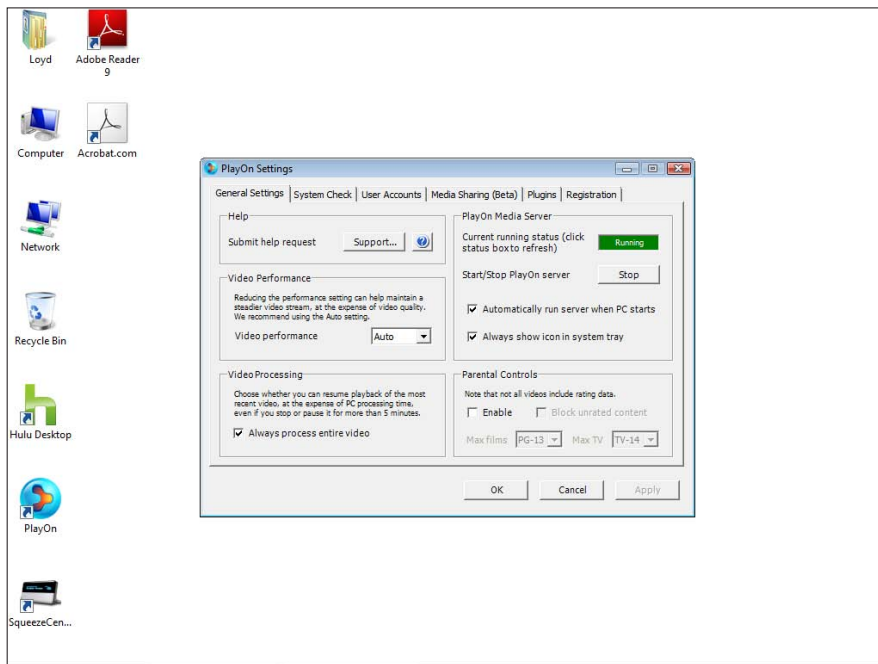 Loyd
Adobe Reader
9
Computer
Acrobat.com
Network
Recycle Bin
Hulu Desktop
PlayOn
SqueezeCen...
PlayOn Settings
General Settings
System Check
User Accounts
Media Sharing (Beta)
Plugins
Registration
Help
Submit help request
Support...
Video Performance
Reducing the performance setting can help maintain a
steadier video stream, at the expense of video quality.
We recommend using the Auto setting.
Video performance
Auto
Video Processing
Choose whether you can resume playback of the most
recent video, at the expense of PC processing time,
even if you stop or pause it for more than 5 minutes.
Always process entire video
PlayOn Media Server
Current running status (click
status box to refresh)
Running
Start/Stop PlayOn server
Stop
Automatically run server when PC starts
Always show icon in system tray
Parental Controls
Note that not all videos include rating data.
Enable
Block unrated content
Max films
PG-13
Max TV
TV-14
OK
Cancel
Apply